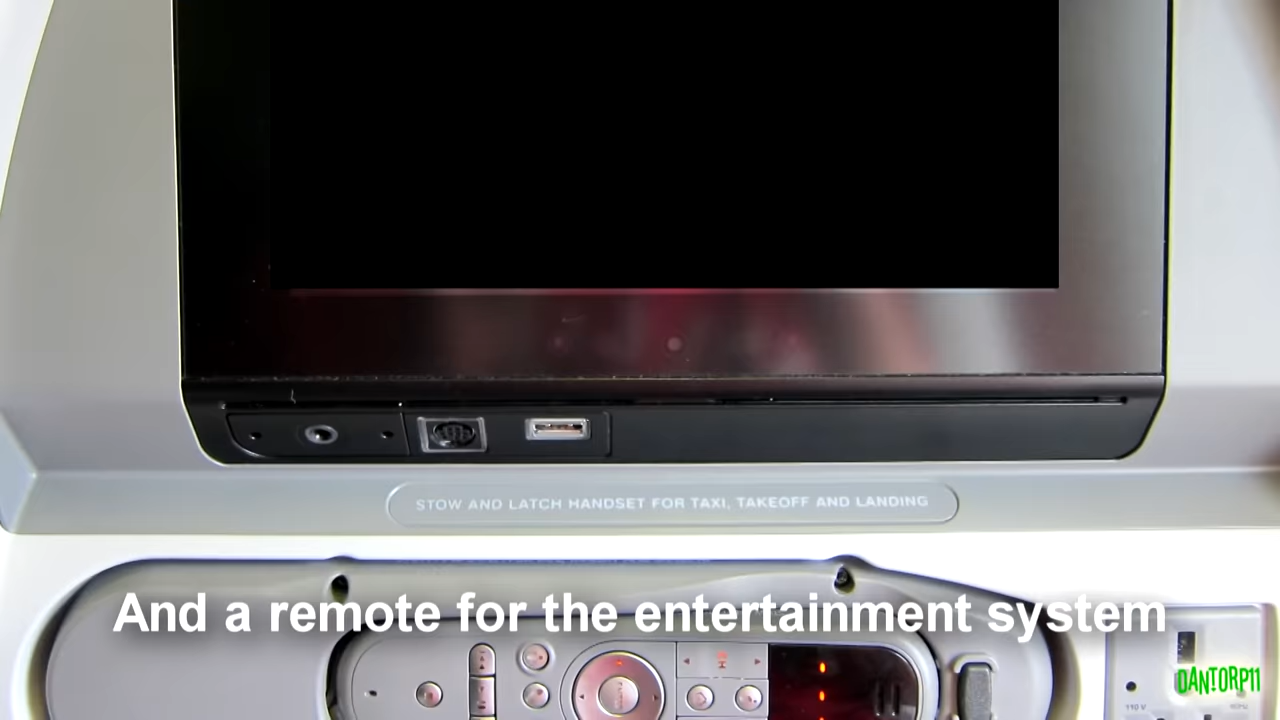 STOW AND LATCH HANDSET FOR TAXI, TAKEOFF AND LANDING
And a remote for the entertainment system
DANTORP11
110 V